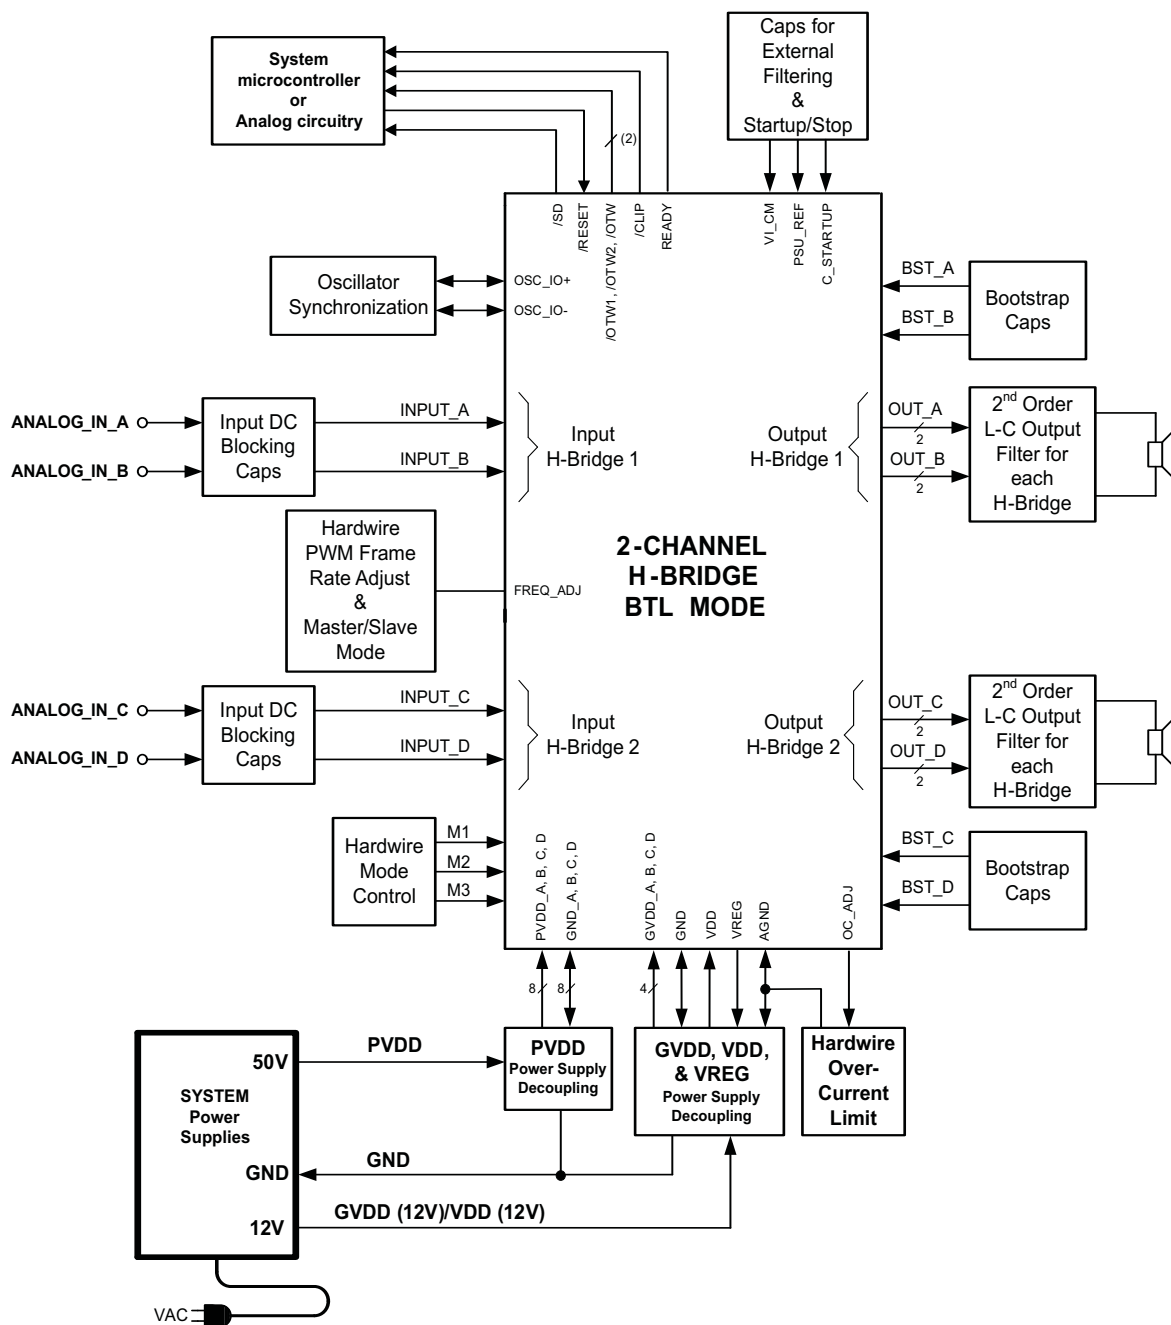 System
microcontroller
or
Analog circuitry
Caps for
External
Filtering
&
Startup/Stop
(2)
/SD
/RESET
/OTW1, /OTW2, /OTW
/CLIP
READY
VI_CM
PSU_REF
C_STARTUP
Oscillator
Synchronization
OSC_IO+
OSC_IO-
BST_A
BST_B
Bootstrap
Caps
ANALOG_IN_A
ANALOG_IN_B
Input DC
Blocking
Caps
INPUT_A
INPUT_B
Input
H-Bridge 1
Output
H-Bridge 1
OUT_A
2
OUT_B
2
2nd Order
L-C Output
Filter for
each
H-Bridge
Hardwire
PWM Frame
Rate Adjust
&
Master/Slave
Mode
FREQ_ADJ
2-CHANNEL
H-BRIDGE
BTL MODE
ANALOG_IN_C
ANALOG_IN_D
Input DC
Blocking
Caps
INPUT_C
INPUT_D
Input
H-Bridge 2
Output
H-Bridge 2
OUT_C
2
OUT_D
2
2nd Order
L-C Output
Filter for
each
H-Bridge
Hardwire
Mode
Control
M1
M2
M3
PVDD_A, B, C, D
GND_A, B, C, D
GVDD_A, B, C, D
GND
VDD
VREG
AGND
OC_ADJ
BST_C
BST_D
Bootstrap
Caps
8
8
4
50V
SYSTEM
Power
Supplies
GND
12V
PVDD
PVDD
Power Supply
Decoupling
GVDD, VDD,
& VREG
Power Supply
Decoupling
Hardwire
Over-
Current
Limit
GND
GVDD (12V)/VDD (12V)
VAC